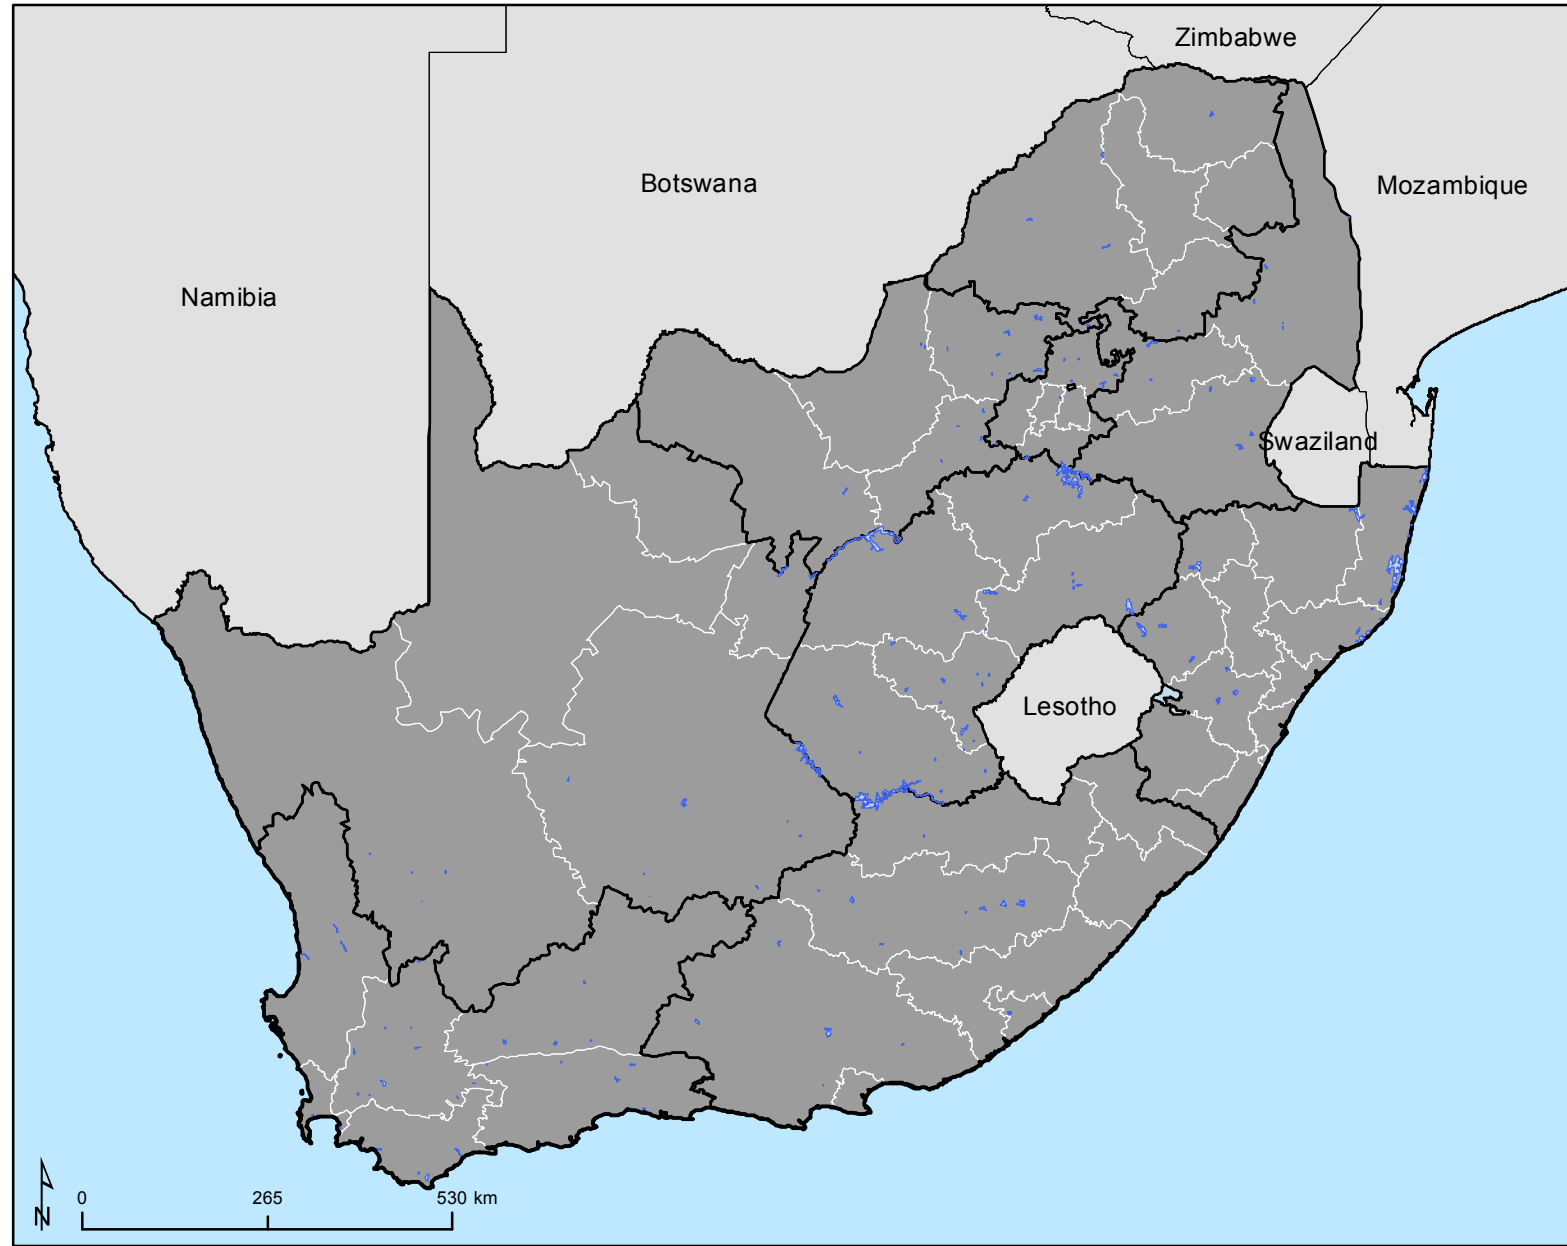 Zimbabwe
Botswana
Mozambique
Namibia
Swaziland
Lesotho
N
0 265 530 km